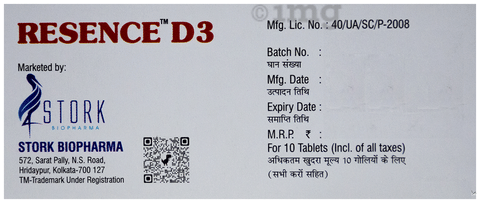 RESENCE™ D3
Marketed by:
STORK
BIOPHARMA
STORK BIOPHARMA
572, Sarat Pally, N.S. Road,
Hridaypur, Kolkata-700 127
TM-Trademark Under Registration
1mg
Mfg. Lic. No. : 40/UA/SC/P-2008
Batch No. :
घान संख्या
Mfg. Date :
उत्पादन तिथि
Expiry Date :
समाप्ति तिथि
M.R.P. ₹ :
For 10 Tablets (Incl. of all taxes)
अधिकतम खुदरा मूल्य 10 गोलियों के लिए
(सभी करों सहित)